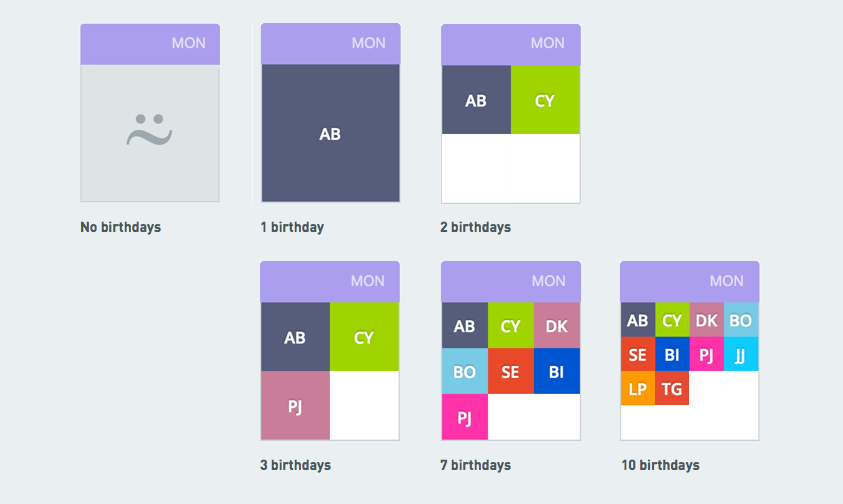 MON
No birthdays
MON
AB
1 birthday
MON
AB CY
2 birthdays
MON
AB CY
PJ
3 birthdays
MON
AB CY DK
BO SE BI
PJ
7 birthdays
MON
AB CY DK BO
SE BI PJ JJ
LP TG
10 birthdays